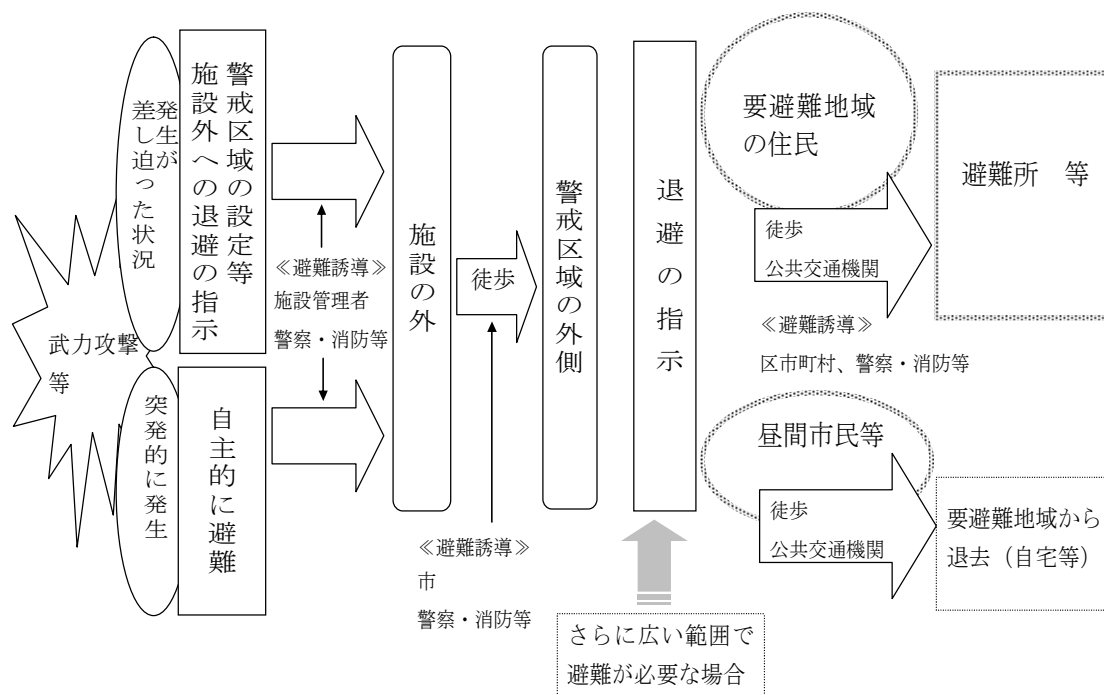 武力攻撃
等
発生が
差し迫った状況
警戒区域の設定等
施設外への退避の指示
突発的に発生
自主的に避難
≪避難誘導≫
施設管理者
警察・消防等
施設の外
徒歩
≪避難誘導≫
市
警察・消防等
警戒区域の外側
退避の指示
さらに広い範囲で
避難が必要な場合
要避難地域
の住民
徒歩
公共交通機関
≪避難誘導≫
区市町村、警察・消防等
避難所　等
昼間市民等
徒歩
公共交通機関
要避難地域から
退去（自宅等）